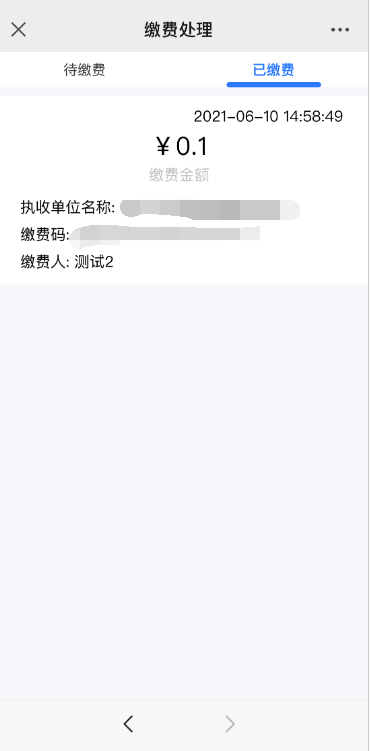 缴费处理
待缴费 已缴费
2021-06-10 14:58:49
¥ 0.1
缴费金额
执收单位名称:
缴费码:
缴费人: 测试2